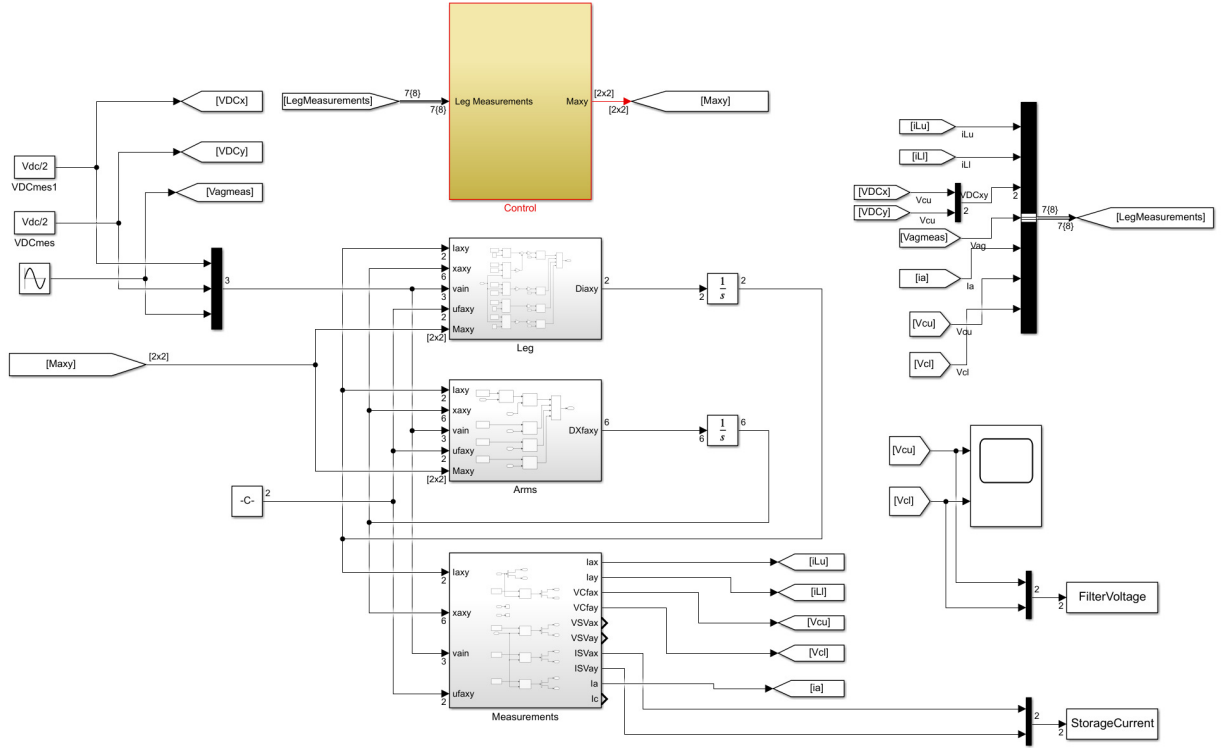 [VDCx]
[VDCy]
[Vagmeas]
Vdc/2
VDCmes1
Vdc/2
VDCmes
3
[LegMeasurements]
7{8}
7{8}
Leg Measurements
Maxy
Control
[2x2]
[2x2]
[Maxy]
[iLu]
iLu
[iLl]
iLl
[VDCx]
Vcu
[VDCy]
Vcu
2
VDCxy
2
[Vagmeas]
Vag
[ia]
Ia
[Vcu]
Vcu
[Vcl]
Vcl
7{8}
7{8}
[LegMeasurements]
[Maxy]
[2x2]
Iaxy
2
xaxy
6
vain
3
ufaxy
2
Maxy
[2x2]
Diaxy
2
Leg
2
1
s
2
Iaxy
2
xaxy
6
vain
3
ufaxy
2
Maxy
[2x2]
DXfaxy
6
Arms
6
1
s
6
-C-
2
Iaxy
2
xaxy
6
vain
3
ufaxy
2
Iax
Iay
VCfax
VCfay
VSVax
VSVay
ISVax
ISVay
Ia
Ic
Measurements
[iLu]
[iLl]
[Vcu]
[Vcl]
[ia]
[Vcu]
[Vcl]
2
2
FilterVoltage
2
2
StorageCurrent